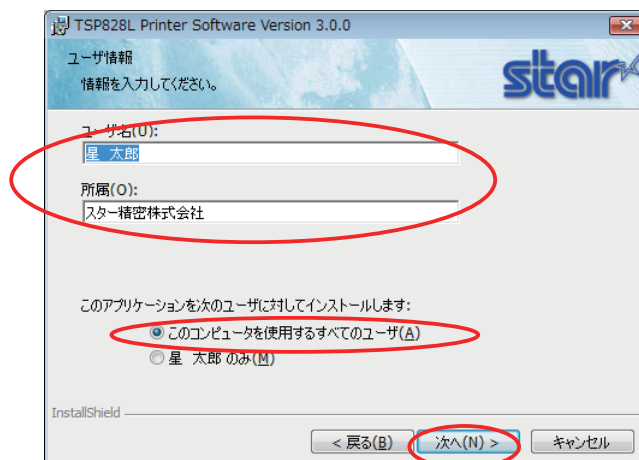 TSP828L Printer Software Version 3.0.0
ユーザ情報
情報を入力してください。
star
ユーザ名(U):
星 太郎
所属(O):
スター精密株式会社
このアプリケーションを次のユーザに対してインストールします:
このコンピュータを使用するすべてのユーザ(A)
星 太郎 のみ(M)
InstallShield
< 戻る(B) 次へ(N) > キャンセル